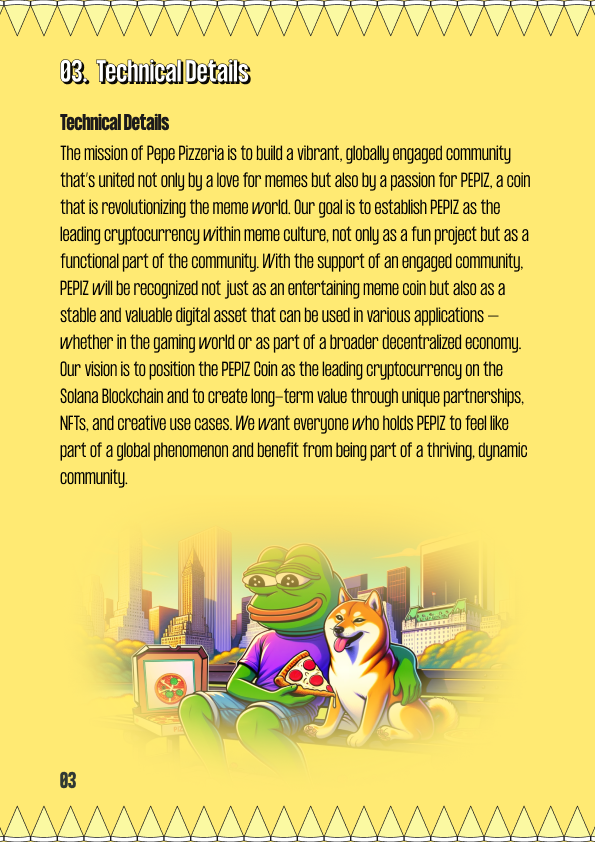 03. Technical Details
Technical Details
The mission of Pepe Pizzeria is to build a vibrant, globally engaged community
that's united not only by a love for memes but also by a passion for PEPIZ, a coin
that is revolutionizing the meme world. Our goal is to establish PEPIZ as the
leading cryptocurrency within meme culture, not only as a fun project but as a
functional part of the community. With the support of an engaged community,
PEPIZ will be recognized not just as an entertaining meme coin but also as a
stable and valuable digital asset that can be used in various applications –
whether in the gaming world or as part of a broader decentralized economy.
Our vision is to position the PEPIZ Coin as the leading cryptocurrency on the
Solana Blockchain and to create long-term value through unique partnerships,
NFTs, and creative use cases. We want everyone who holds PEPIZ to feel like
part of a global phenomenon and benefit from being part of a thriving, dynamic
community.
03